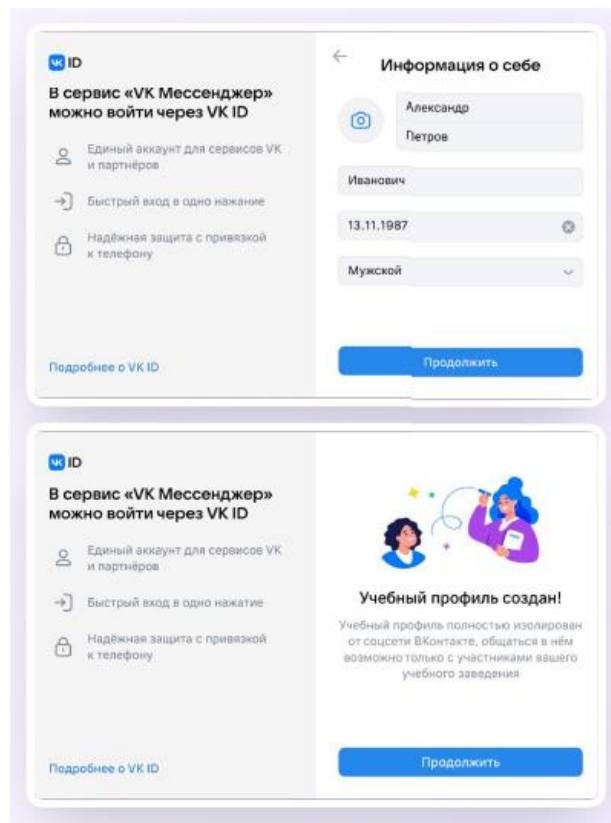 VK ID
В сервис «VK Мессенджер»
можно войти через VK ID
Единый аккаунт для сервисов VK
и партнёров
Быстрый вход в одно нажание
Надёжная защита с привязкой
к телефону
Подробнее о VK ID
Информация о себе
Александр
Петров
Иванович
13.11.1987
Мужской
Продолжить
VK ID
В сервис «VK Мессенджер»
можно войти через VK ID
Единый аккаунт для сервисов VK
и партнёров
Быстрый вход в одно нажатие
Надёжная защита с привязкой
к телефону
Подробнее о VK ID
Учебный профиль создан!
Учебный профиль полностью изолирован
от соцсети ВКонтакте, общаться в нём
возможно только с участниками вашего
учебного заведения
Продолжить